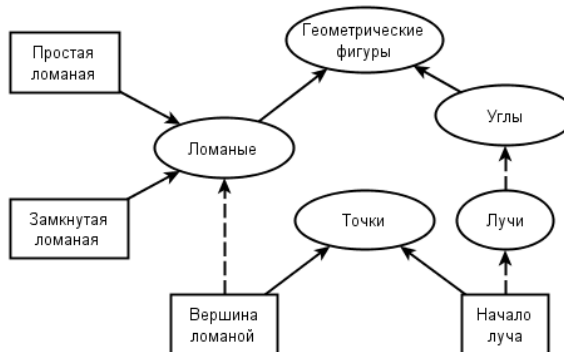 Геометрические
фигуры
Простая
ломаная
Углы
Ломаные
Замкнутая
ломаная
Точки
Лучи
Вершина
ломаной
Начало
луча